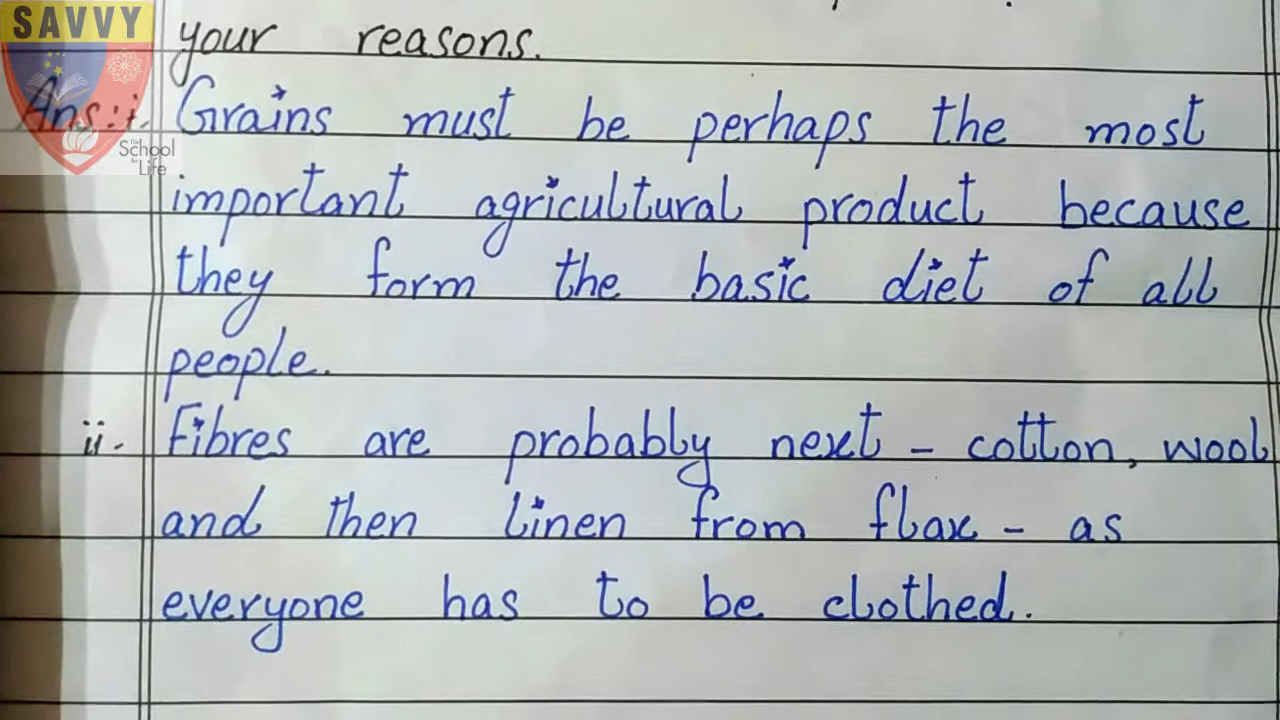 SAVVY
The School for Life
your reasons.
Ans:i. Grains must be perhaps the most
important agricultural product because
they form the basic diet of all
people.
ii. Fibres are probably next - cotton, wool
and then linen from flax - as
everyone has to be clothed.